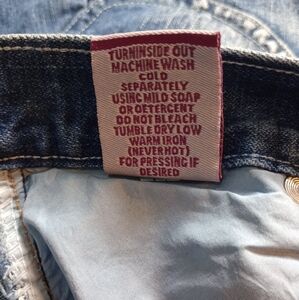 TURN INSIDE OUT
MACHINE WASH
COLD
SEPARATELY
USING MILD SOAP
OR DETERGENT
DO NOT BLEACH
TUMBLE DRY LOW
WARM IRON
(NEVER HOT)
FOR PRESSING IF
DESIRED